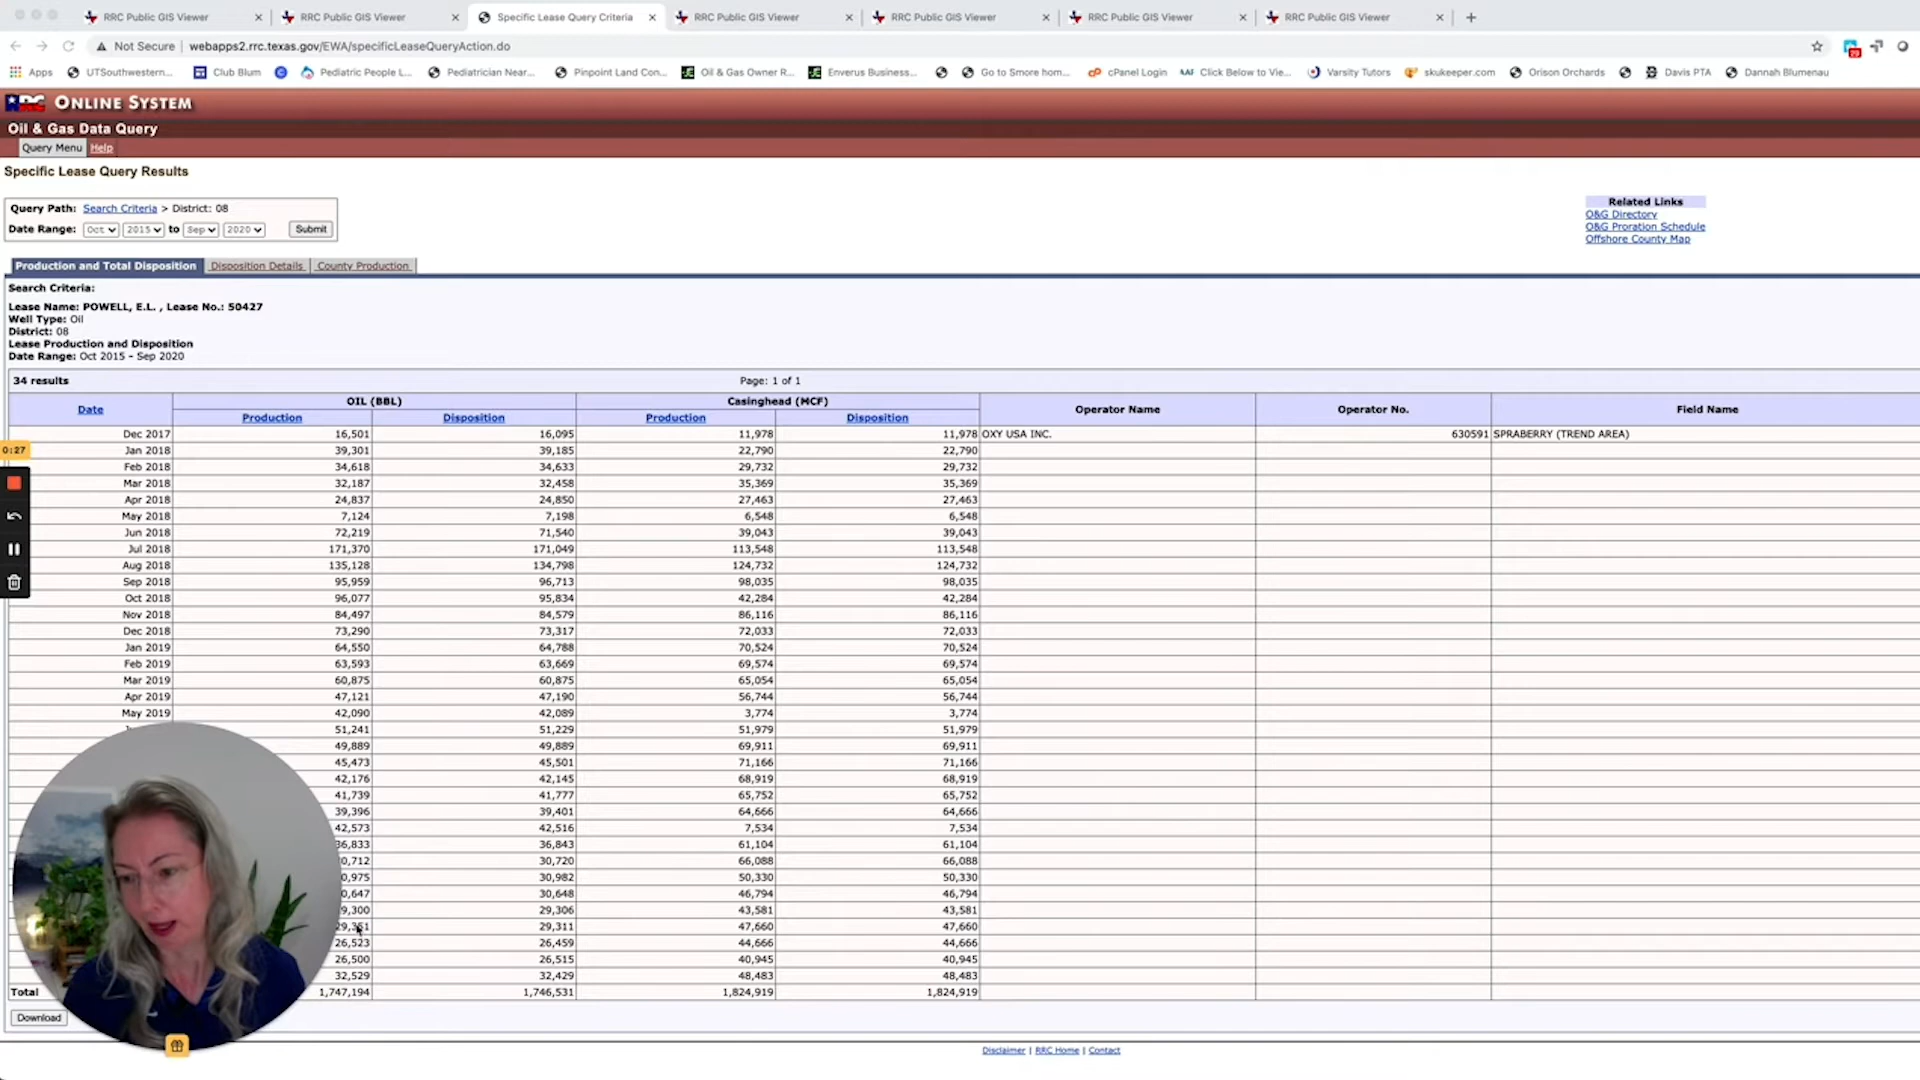 RRC Public GIS Viewer RRC Public GIS Viewer Specific Lease Query Criteria RRC Public GIS Viewer RRC Public GIS Viewer RRC Public GIS Viewer RRC Public GIS Viewer
Not Secure | webapps2.rrc.texas.gov/EWA/specificLeaseQueryAction.do
Apps UTSouthwestern... Club Blum Pediatric People L... Pediatrician Near... Pinpoint Land Con... Oil & Gas Owner R... Enverus Business... Go to Smore hom... cPanel Login Click Below to Vie... Varsity Tutors skukeeper.com Orison Orchards Davis PTA Dannah Blumenau
RRC ONLINE SYSTEM
Oil & Gas Data Query
Query Menu Help
Specific Lease Query Results
Query Path: Search Criteria > District: 08
Date Range: Oct 2015 to Sep 2020 Submit
Related Links
O&G Directory
O&G Proration Schedule
Offshore County Map
Production and Total Disposition Disposition Details County Production
Search Criteria:
Lease Name: POWELL, E.L. , Lease No.: 50427
Well Type: Oil
District: 08
Lease Production and Disposition
Date Range: Oct 2015 - Sep 2020
34 results Page: 1 of 1
Date OIL (BBL) Casinghead (MCF) Operator Name Operator No. Field Name
Production Disposition Production Disposition
Dec 2017 16,501 16,095 11,978 11,978 OXY USA INC. 630591 SPRABERRY (TREND AREA)
0:27
Jan 2018 39,301 39,185 22,790 22,790
Feb 2018 34,618 34,633 29,732 29,732
Mar 2018 32,187 32,458 35,369 35,369
Apr 2018 24,837 24,850 27,463 27,463
May 2018 7,124 7,198 6,548 6,548
Jun 2018 72,219 71,540 39,043 39,043
Jul 2018 171,370 171,049 113,548 113,548
Aug 2018 135,128 134,798 124,732 124,732
Sep 2018 95,959 96,713 98,035 98,035
Oct 2018 96,077 95,834 42,284 42,284
Nov 2018 84,497 84,579 86,116 86,116
Dec 2018 73,290 73,317 72,033 72,033
Jan 2019 64,550 64,788 70,524 70,524
Feb 2019 63,593 63,669 69,574 69,574
Mar 2019 60,875 60,875 65,054 65,054
Apr 2019 47,121 47,190 56,744 56,744
May 2019 42,090 42,089 3,774 3,774
51,241 51,229 51,979 51,979
49,889 49,889 69,911 69,911
45,473 45,501 71,166 71,166
42,176 42,145 68,919 68,919
41,739 41,777 65,752 65,752
39,396 39,401 64,666 64,666
42,573 42,516 7,534 7,534
36,833 36,843 61,104 61,104
0,712 30,720 66,088 66,088
0,975 30,982 50,330 50,330
0,647 30,648 46,794 46,794
9,300 29,306 43,581 43,581
29,311 47,660 47,660
26,523 26,459 44,666 44,666
26,500 26,515 40,945 40,945
32,529 32,429 48,483 48,483
Total 1,747,194 1,746,531 1,824,919 1,824,919
Download
Disclaimer | RRC Home | Contact